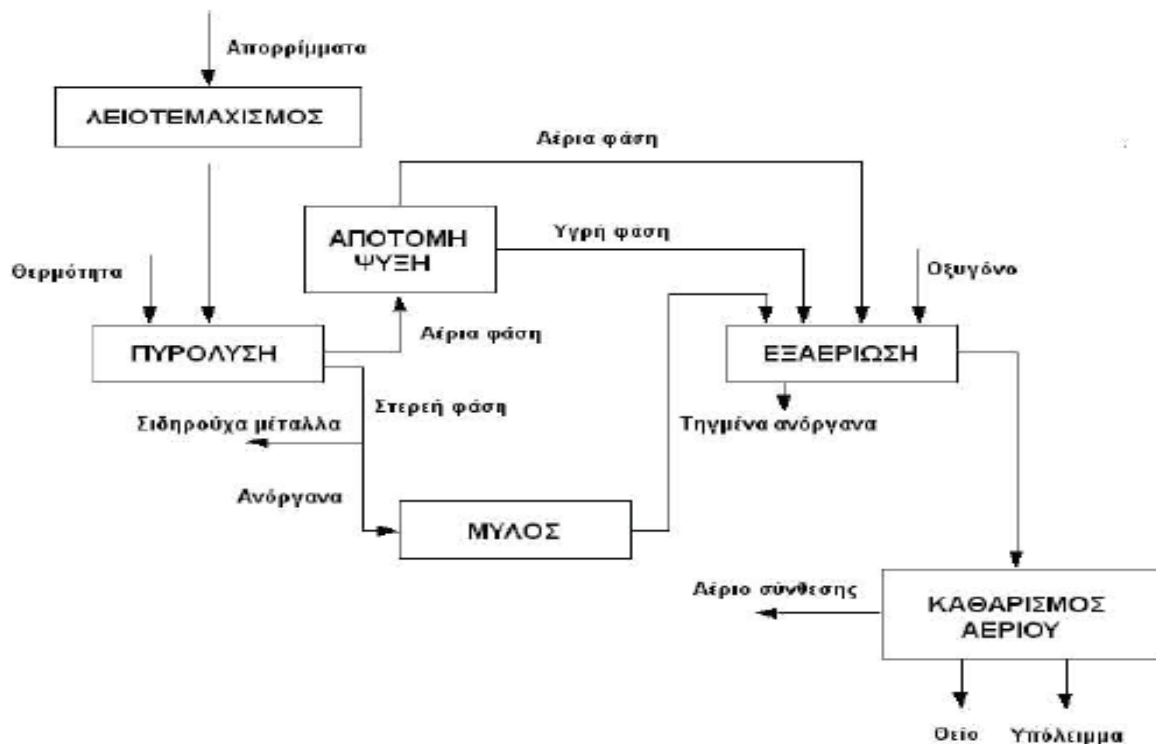 Απορρίμματα
ΛΕΙΟΤΕΜΑΧΙΣΜΟΣ
Αέρια φάση
ΑΠΟΤΟΜΗ
ΨΥΞΗ
Υγρή φάση
Θερμότητα
Οξυγόνο
ΠΥΡΟΛΥΣΗ
Αέρια φάση
ΕΞΑΕΡΙΩΣΗ
Στερεή φάση
Σιδηρούχα μέταλλα
Τηγμένα ανόργανα
Ανόργανα
ΜΥΛΟΣ
Αέριο σύνθεσης
ΚΑΘΑΡΙΣΜΟΣ
ΑΕΡΙΟΥ
Θείο
Υπόλειμμα